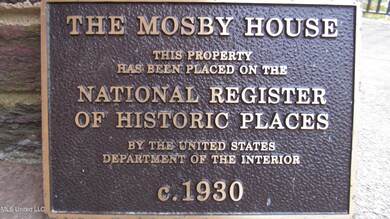 THE MOSBY HOUSE
THIS PROPERTY
HAS BEEN PLACED ON THE
NATIONAL REGISTER
OF HISTORIC PLACES
BY THE UNITED STATES
DEPARTMENT OF THE INTERIOR
c.1930
MLS United LLC